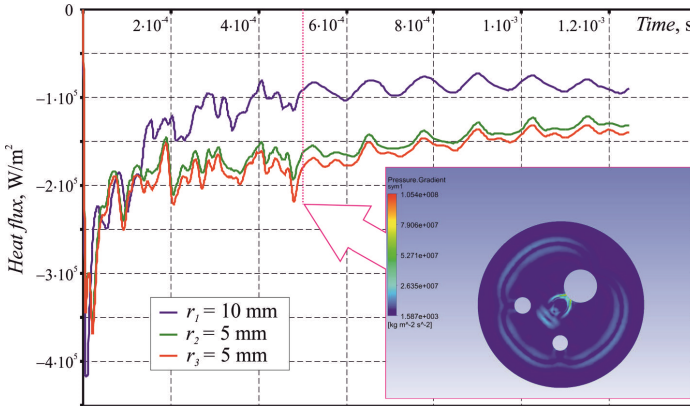 0
2·10⁻⁴
4·10⁻⁴
6·10⁻⁴
8·10⁻⁴
1·10⁻³
1.2·10⁻³
Time, s
Heat flux, W/m²
−1·10⁵
−2·10⁵
−3·10⁵
−4·10⁵
r₁ = 10 mm
r₂ = 5 mm
r₃ = 5 mm
Pressure.Gradient
sym1
1.054e+008
7.906e+007
5.271e+007
2.635e+007
1.587e+003
[kg m^-2 s^-2]